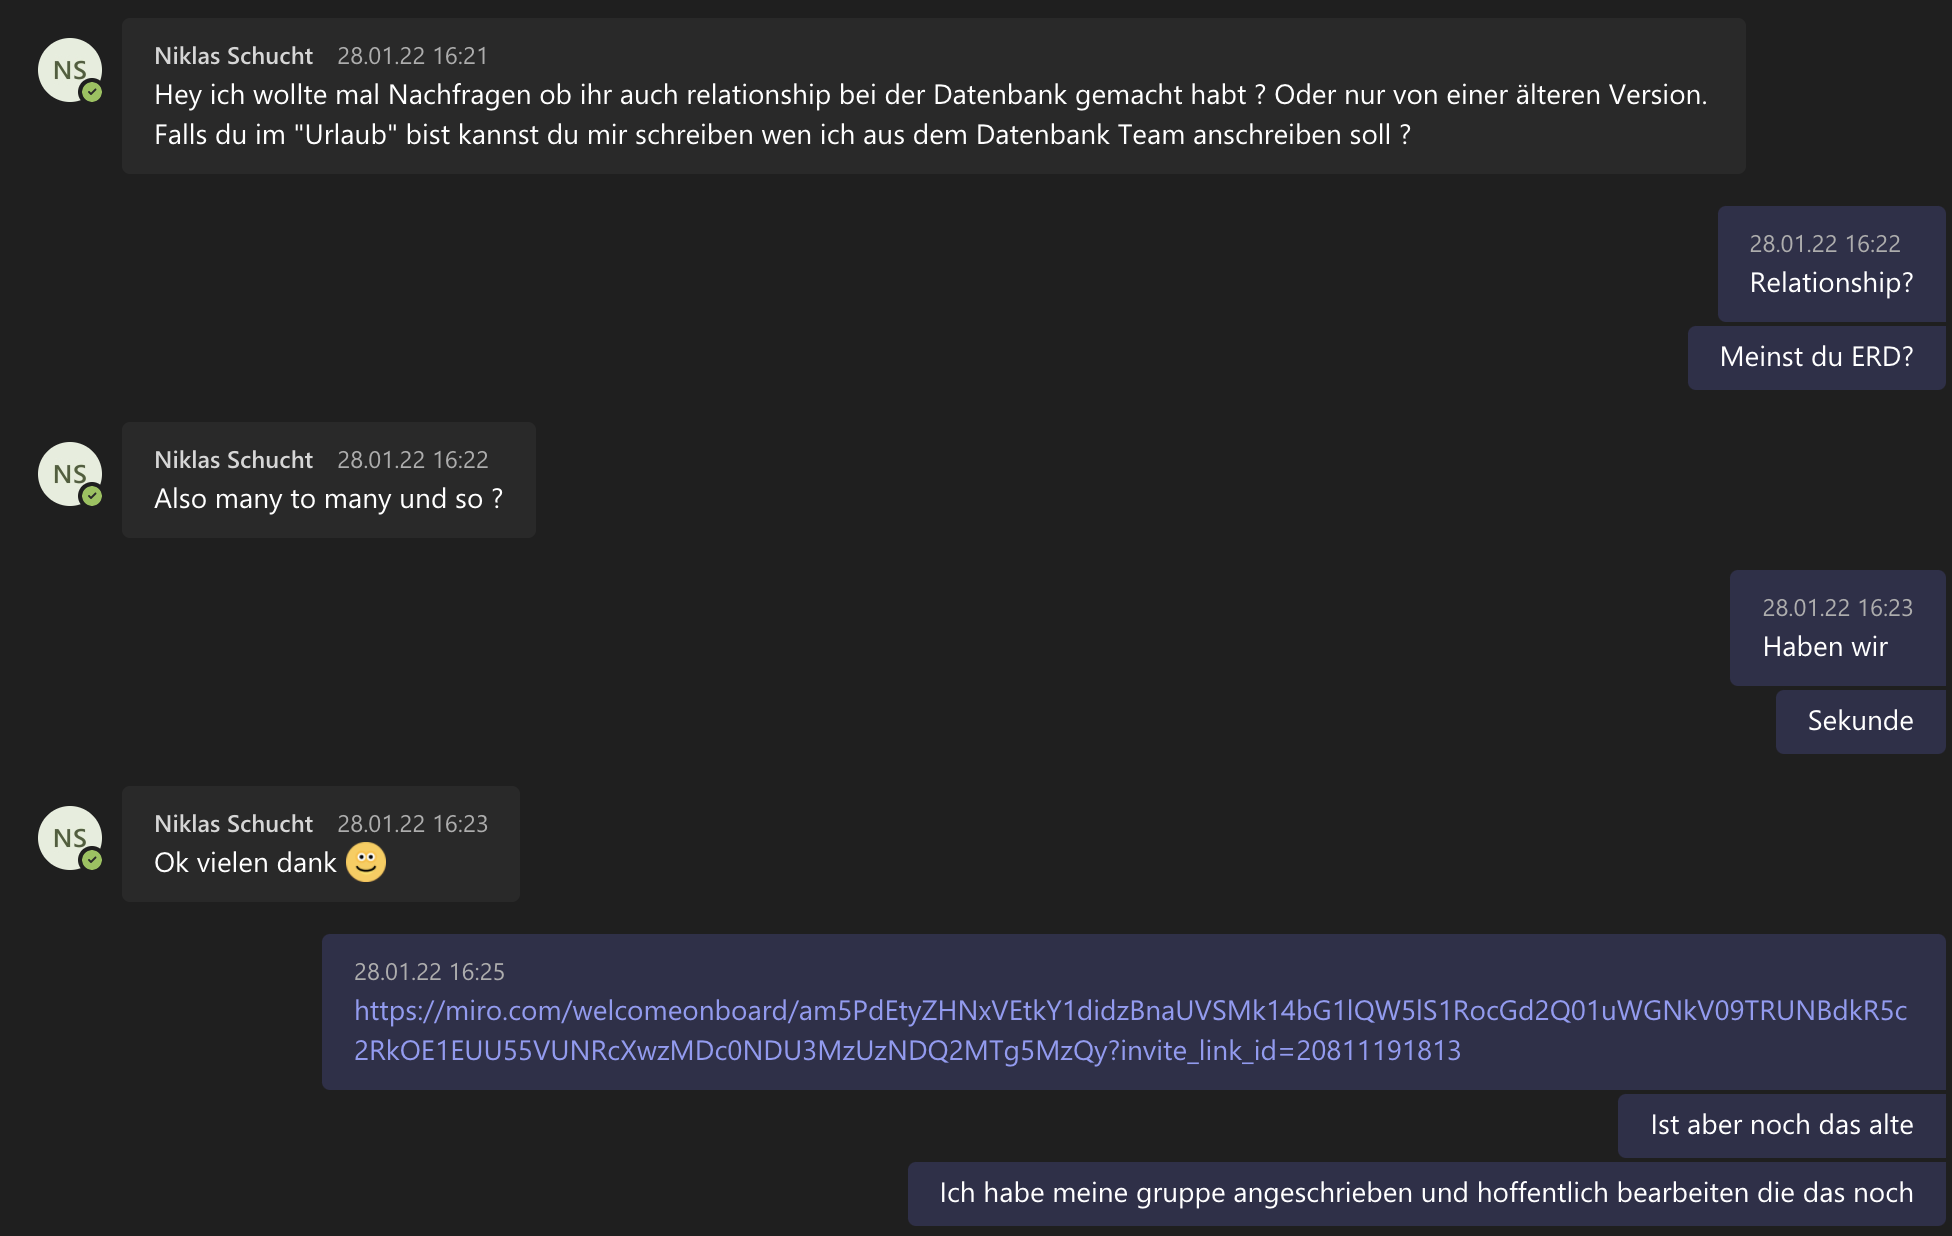 NS
Niklas Schucht 28.01.22 16:21
Hey ich wollte mal Nachfragen ob ihr auch relationship bei der Datenbank gemacht habt ? Oder nur von einer älteren Version.
Falls du im "Urlaub" bist kannst du mir schreiben wen ich aus dem Datenbank Team anschreiben soll ?
28.01.22 16:22
Relationship?
Meinst du ERD?
NS
Niklas Schucht 28.01.22 16:22
Also many to many und so ?
28.01.22 16:23
Haben wir
Sekunde
NS
Niklas Schucht 28.01.22 16:23
Ok vielen dank
28.01.22 16:25
https://miro.com/welcomeonboard/am5PdEtyZHNxVEtkY1didzBnaUVSMk14bG1lQW5lS1RocGd2Q01uWGNkV09TRUNBdkR5c
2RkOE1EUU55VUNRcXwzMDc0NDU3MzUzNDQ2MTg5MzQy?invite_link_id=20811191813
Ist aber noch das alte
Ich habe meine gruppe angeschrieben und hoffentlich bearbeiten die das noch